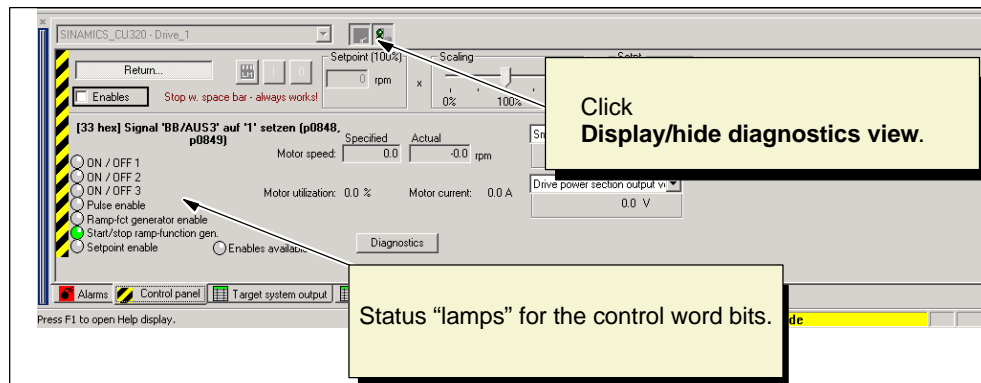 SINAMICS_CU320 - Drive_1
Return...
Setpoint (100%)
Scaling
0 rpm
x
0% 100%
Enables
Stop w. space bar - always works!
Click
Display/hide diagnostics view.
[33 hex] Signal 'BB/AUS3' auf '1' setzen (p0848,
p0849)
Specified Actual
Motor speed: 0.0 -0.0 rpm
ON / OFF 1
ON / OFF 2
ON / OFF 3
Motor utilization: 0.0 % Motor current: 0.0 A
Drive power section output
0.0 V
Pulse enable
Ramp-fct generator enable
Start/stop ramp-function gen.
Setpoint enable
Enables
Diagnostics
Alarms
Control panel
Target system output
Status “lamps” for the control word bits.
Press F1 to open Help display.